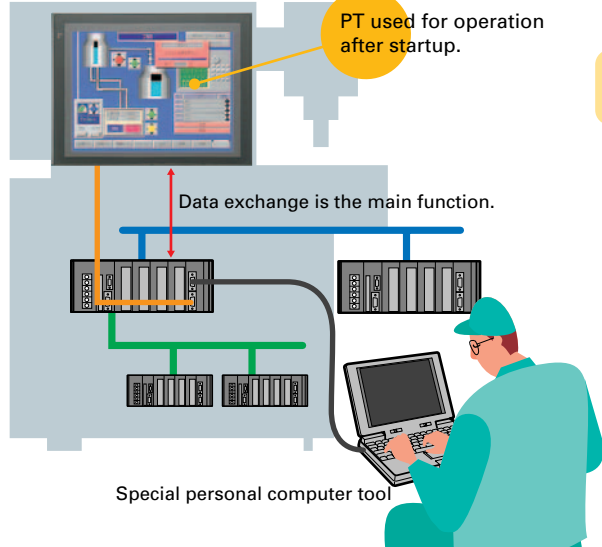 PT used for operation
after startup.
Data exchange is the main function.
Special personal computer tool